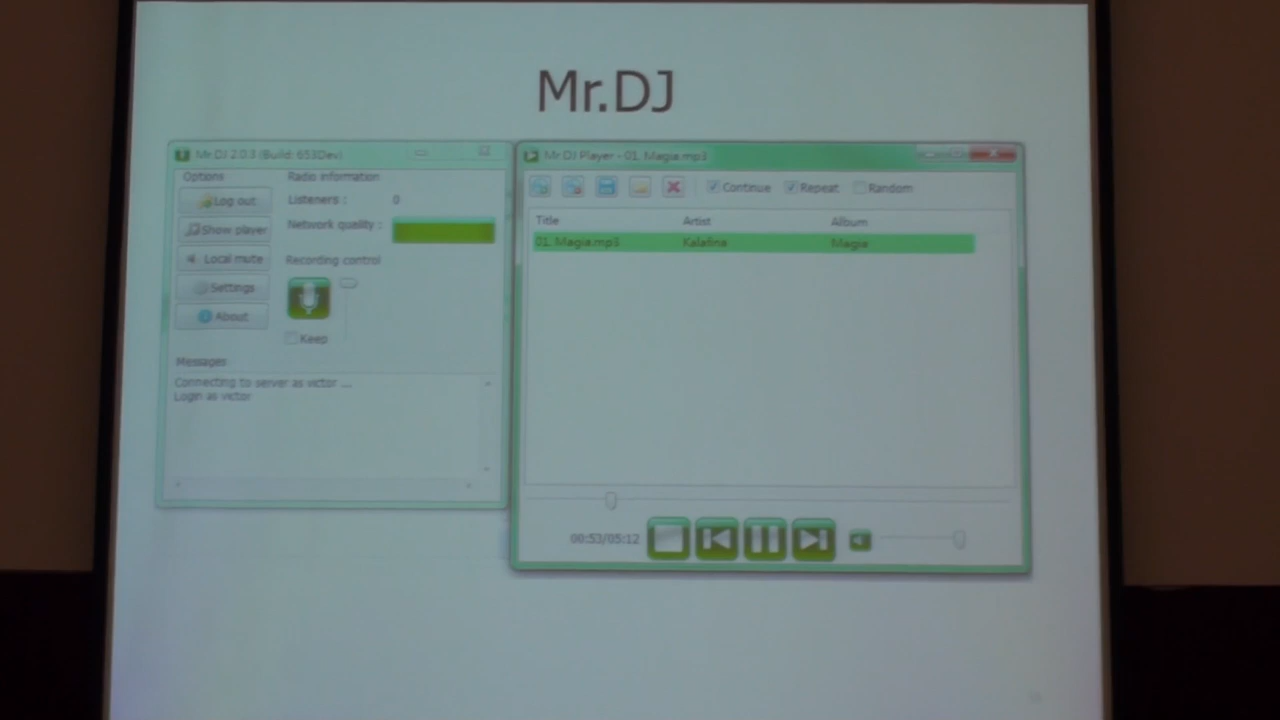 Mr.DJ
Mr.DJ 2.0.3 (Build: 653Dev)
Options
Log out
Show player
Local mute
Settings
About
Radio information
Listeners : 0
Network quality :
Recording control
Keep
Messages
Connecting to server as victor ...
Login as victor
Mr.DJ Player - 01. Magia.mp3
Continue Repeat Random
Title Artist Album
01. Magia.mp3 Kalafina Magia
00:53/05:12